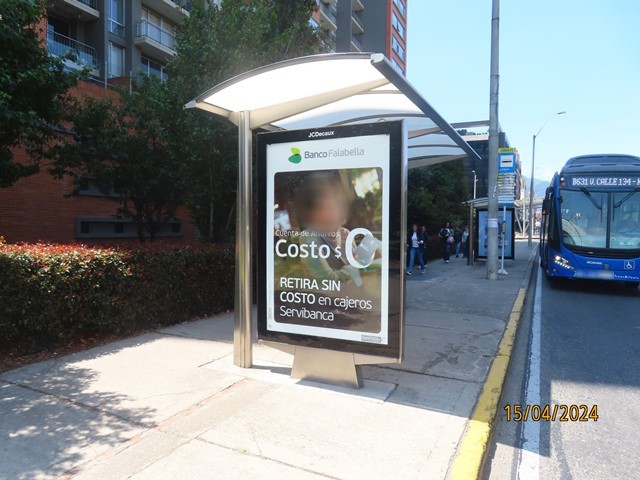 JCDecaux
Banco Falabella
Cuenta de Ahorros
Costo $0
RETIRA SIN
COSTO en cajeros
Servibanca
B631 V. CALLE 134 -
15/04/2024